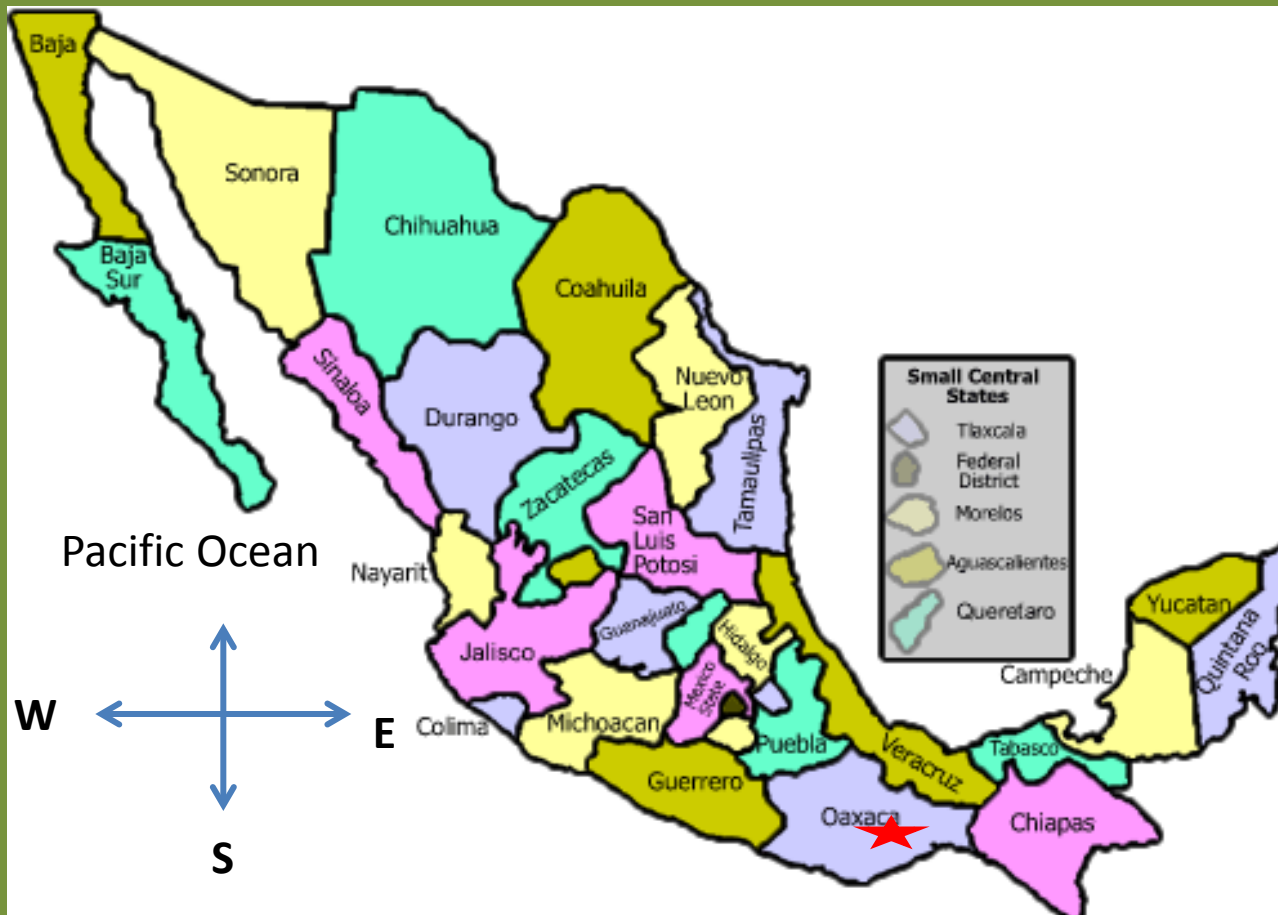 Baja
Sonora
Chihuahua
Baja
Sur
Coahuila
Sinaloa
Durango
Nuevo
Leon
Tamaulipas
Zacatecas
San
Luis
Potosi
Small Central
States
Tlaxcala
Federal
District
Morelos
Aguascalientes
Queretaro
Pacific Ocean
Nayarit
Guanajuato
Hidalgo
Jalisco
Mexico
State
Yucatan
Quintana
Roo
Campeche
W
E
S
Colima
Michoacan
Puebla
Veracruz
Tabasco
Guerrero
Oaxaca
Chiapas